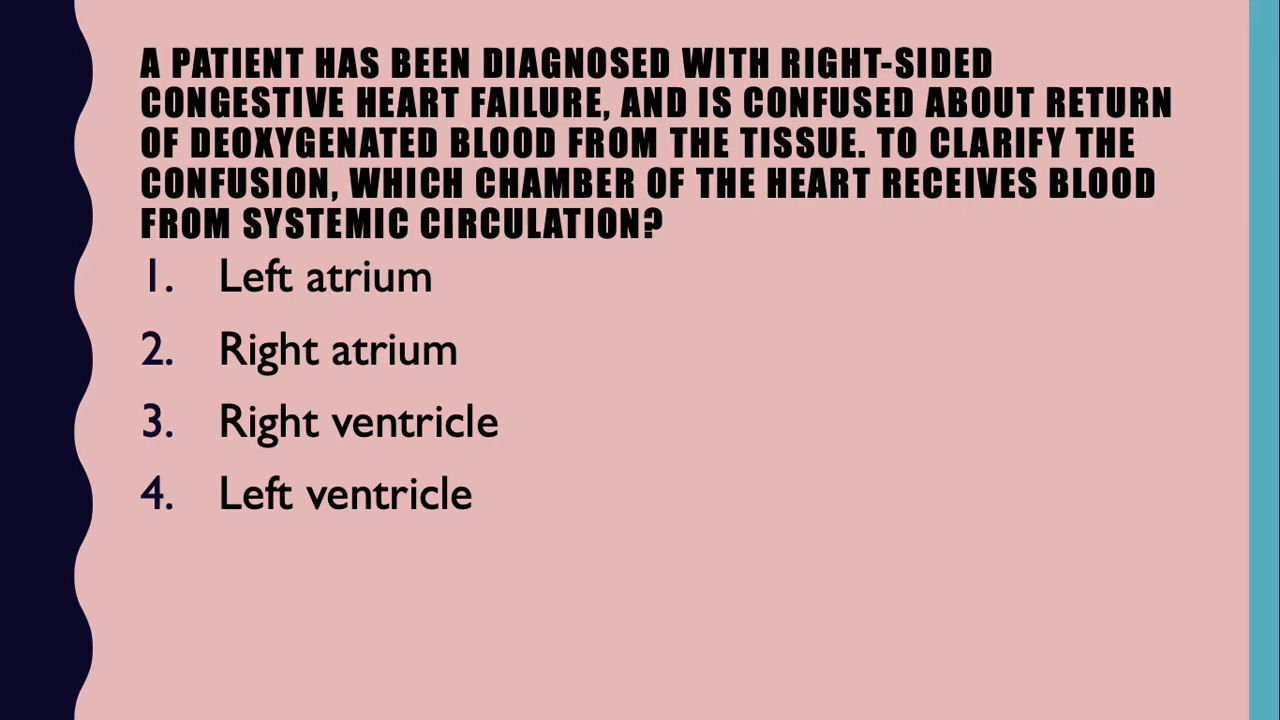 A PATIENT HAS BEEN DIAGNOSED WITH RIGHT-SIDED
CONGESTIVE HEART FAILURE, AND IS CONFUSED ABOUT RETURN
OF DEOXYGENATED BLOOD FROM THE TISSUE. TO CLARIFY THE
CONFUSION, WHICH CHAMBER OF THE HEART RECEIVES BLOOD
FROM SYSTEMIC CIRCULATION?
1. Left atrium
2. Right atrium
3. Right ventricle
4. Left ventricle